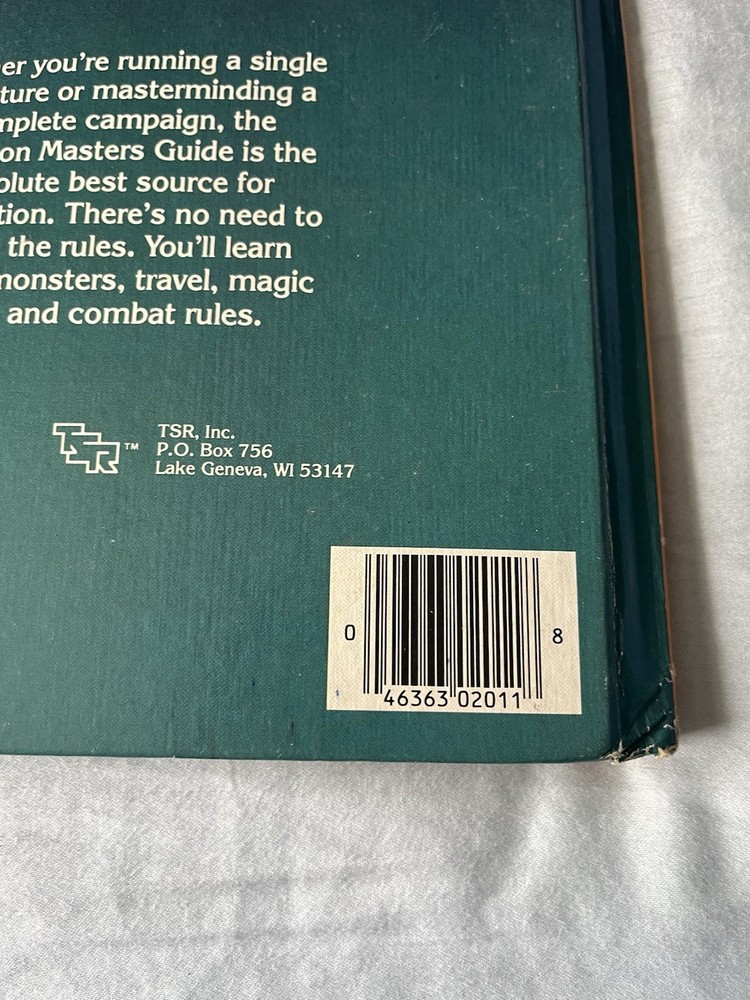 er you're running a single
ture or masterminding a
mplete campaign, the
on Masters Guide is the
olute best source for
tion. There's no need to
the rules. You'll learn
monsters, travel, magic
and combat rules.
TSR ™
TSR, Inc.
P.O. Box 756
Lake Geneva, WI 53147
0 46363 02011 8